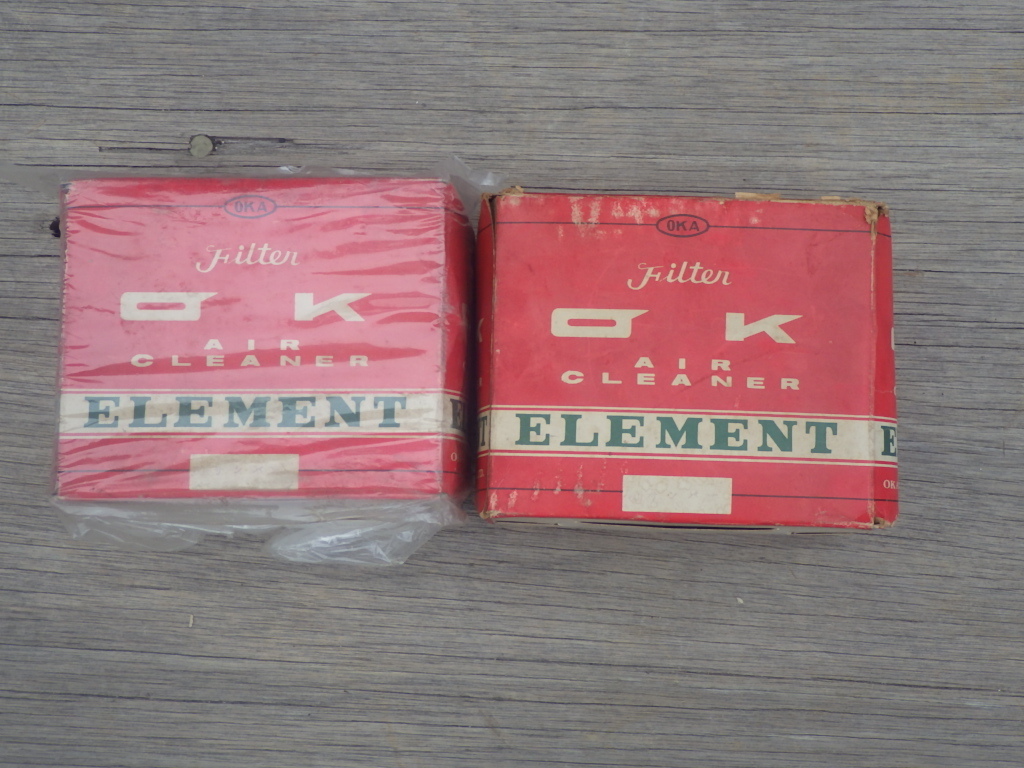 OKA
Filter
OK
AIR
CLEANER
ELEMENT
OKA
Filter
OK
AIR
CLEANER
ELEMENT